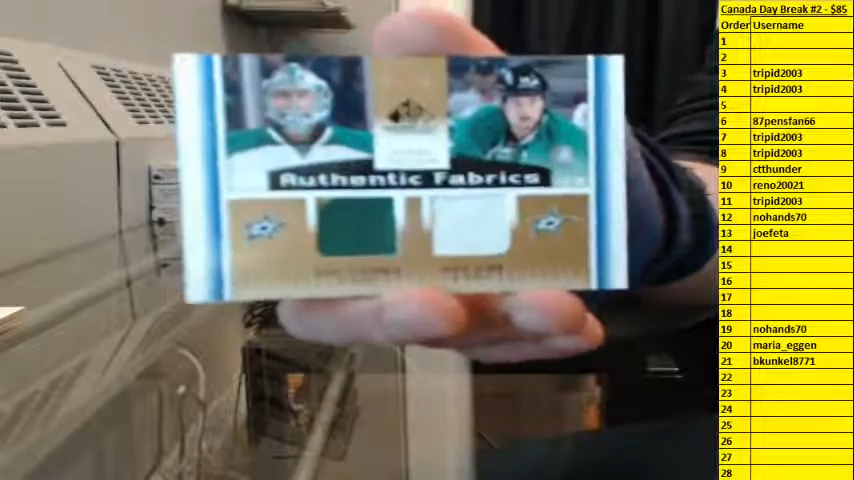 Authentic Fabrics
Canada Day Break #2 - $85
Order Username
1
2
3 tripid2003
4 tripid2003
5
6 87pensfan66
7 tripid2003
8 tripid2003
9 ctthunder
10 reno20021
11 tripid2003
12 nohands70
13 joefeta
14
15
16
17
18
19 nohands70
20 maria_eggen
21 bkunkel8771
22
23
24
25
26
27
28